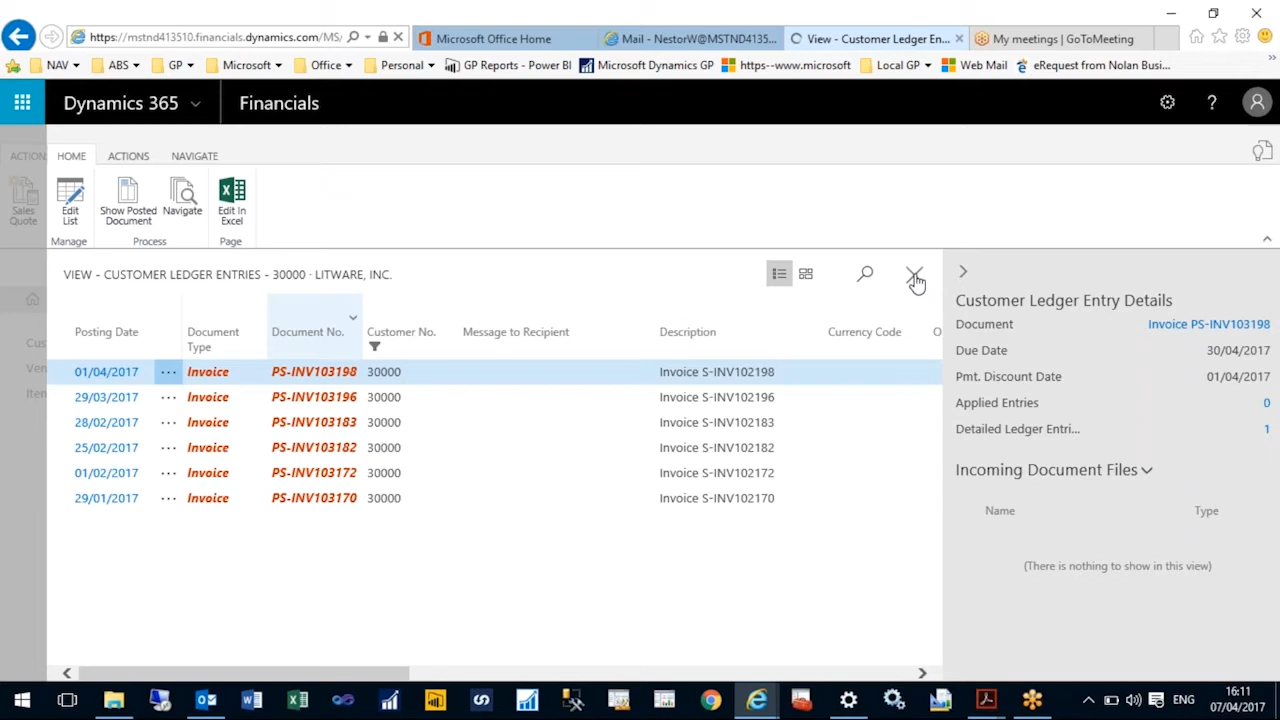 https://mstnd413510.financials.dynamics.com/MS/
Microsoft Office Home
Mail - NestorW@MSTND4135...
View - Customer Ledger En...
My meetings | GoToMeeting
NAV
ABS
GP
Microsoft
Office
Personal
GP Reports - Power BI
Microsoft Dynamics GP
https--www.microsoft
Local GP
Web Mail
eRequest from Nolan Busi...
Dynamics 365
Financials
?
ACTION
HOME
ACTIONS
NAVIGATE
Sales
Quote
Edit
List
Show Posted
Document
Navigate
Edit In
Excel
Manage
Process
Page
VIEW - CUSTOMER LEDGER ENTRIES - 30000 · LITWARE, INC.
Posting Date
Document
Type
Document No.
Customer No.
Message to Recipient
Description
Currency Code
O
01/04/2017 ... Invoice PS-INV103198 30000 Invoice S-INV102198
29/03/2017 ... Invoice PS-INV103196 30000 Invoice S-INV102196
28/02/2017 ... Invoice PS-INV103183 30000 Invoice S-INV102183
25/02/2017 ... Invoice PS-INV103182 30000 Invoice S-INV102182
01/02/2017 ... Invoice PS-INV103172 30000 Invoice S-INV102172
29/01/2017 ... Invoice PS-INV103170 30000 Invoice S-INV102170
Cus
Ven
Iten
Customer Ledger Entry Details
Document Invoice PS-INV103198
Due Date 30/04/2017
Pmt. Discount Date 01/04/2017
Applied Entries 0
Detailed Ledger Entri... 1
Incoming Document Files
Name Type
(There is nothing to show in this view)
ENG
16:11
07/04/2017